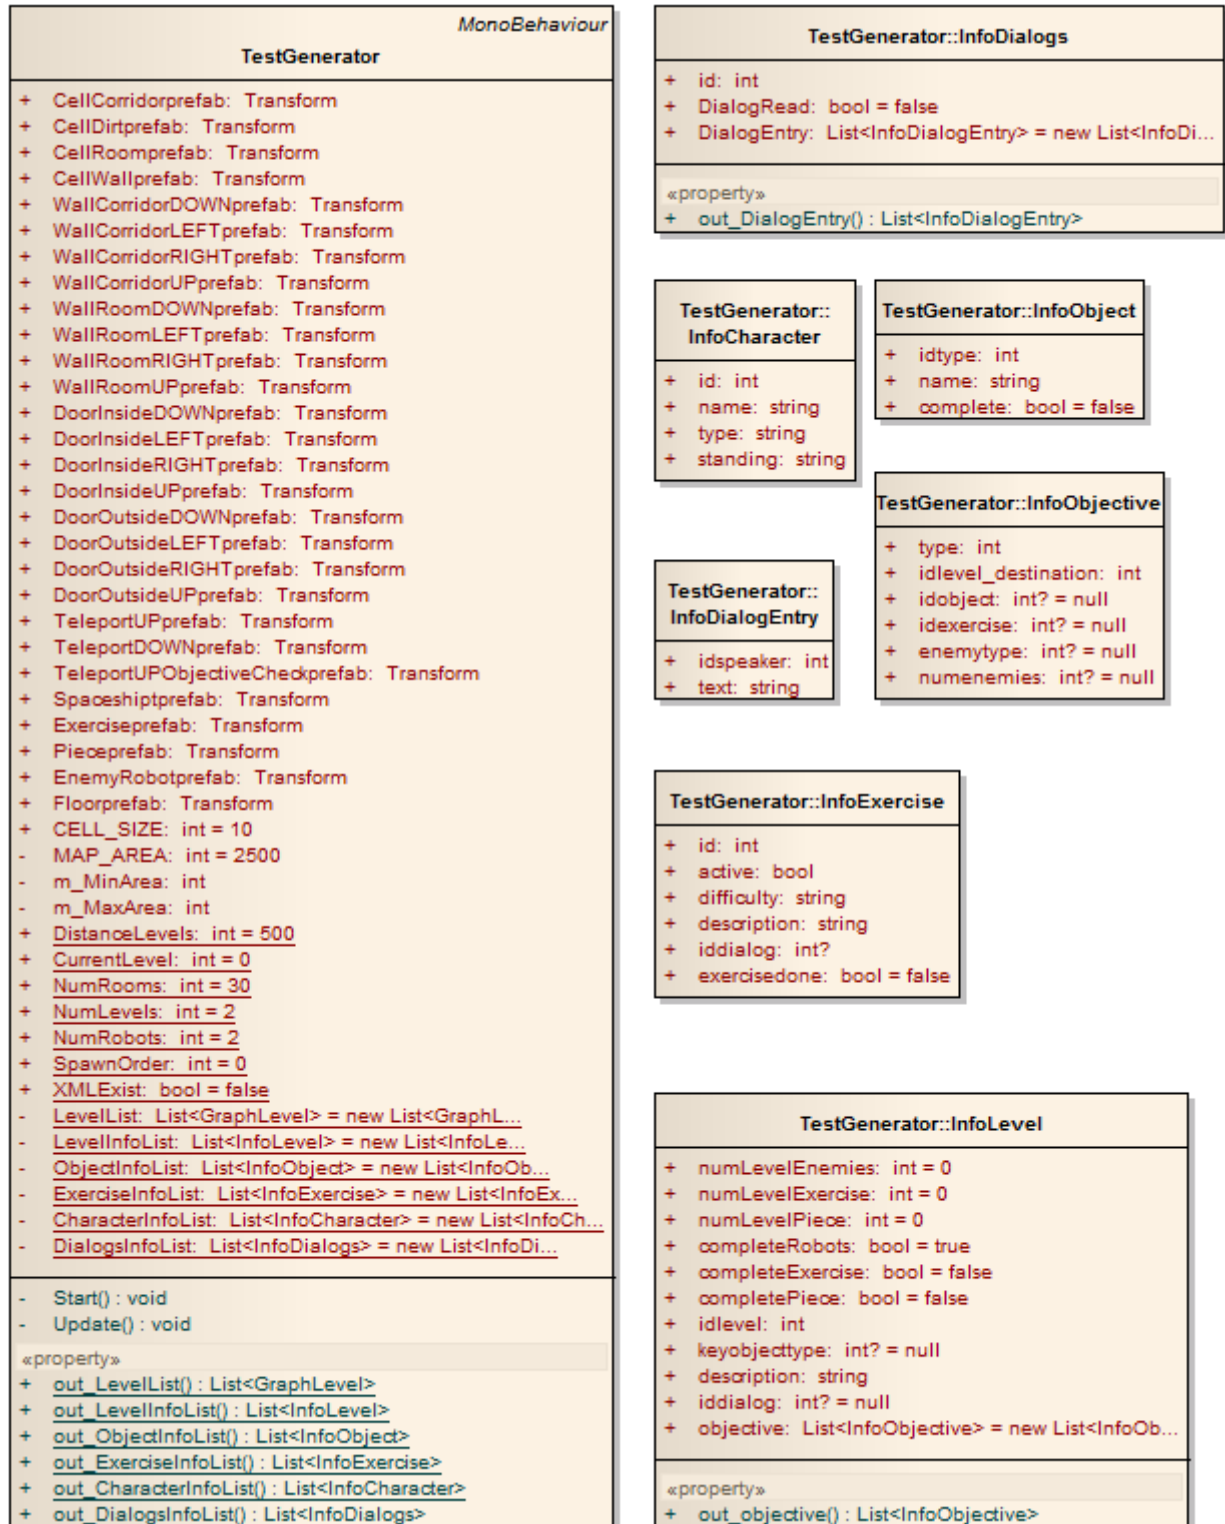 MonoBehaviour
TestGenerator
+ CellCorridorprefab: Transform
+ CellDirtprefab: Transform
+ CellRoomprefab: Transform
+ CellWallprefab: Transform
+ WallCorridorDOWNprefab: Transform
+ WallCorridorLEFTprefab: Transform
+ WallCorridorRIGHTprefab: Transform
+ WallCorridorUPprefab: Transform
+ WallRoomDOWNprefab: Transform
+ WallRoomLEFTprefab: Transform
+ WallRoomRIGHTprefab: Transform
+ WallRoomUPprefab: Transform
+ DoorInsideDOWNprefab: Transform
+ DoorInsideLEFTprefab: Transform
+ DoorInsideRIGHTprefab: Transform
+ DoorInsideUPprefab: Transform
+ DoorOutsideDOWNprefab: Transform
+ DoorOutsideLEFTprefab: Transform
+ DoorOutsideRIGHTprefab: Transform
+ DoorOutsideUPprefab: Transform
+ TeleportUPprefab: Transform
+ TeleportDOWNprefab: Transform
+ TeleportUPObjectiveCheckprefab: Transform
+ Spaceshiptprefab: Transform
+ Exerciseprefab: Transform
+ Pieceprefab: Transform
+ EnemyRobotprefab: Transform
+ Floorprefab: Transform
+ CELL_SIZE: int = 10
- MAP_AREA: int = 2500
- m_MinArea: int
- m_MaxArea: int
+ DistanceLevels: int = 500
+ CurrentLevel: int = 0
+ NumRooms: int = 30
+ NumLevels: int = 2
+ NumRobots: int = 2
+ SpawnOrder: int = 0
+ XMLExist: bool = false
- LevelList: List<GraphLevel> = new List<GraphL...
- LevelInfoList: List<InfoLevel> = new List<InfoLe...
- ObjectInfoList: List<InfoObject> = new List<InfoOb...
- ExerciseInfoList: List<InfoExercise> = new List<InfoEx...
- CharacterInfoList: List<InfoCharacter> = new List<InfoCh...
- DialogsInfoList: List<InfoDialogs> = new List<InfoDi...
- Start() : void
- Update() : void
«property»
+ out_LevelList() : List<GraphLevel>
+ out_LevelInfoList() : List<InfoLevel>
+ out_ObjectInfoList() : List<InfoObject>
+ out_ExerciseInfoList() : List<InfoExercise>
+ out_CharacterInfoList() : List<InfoCharacter>
+ out_DialogsInfoList() : List<InfoDialogs>
TestGenerator::InfoDialogs
+ id: int
+ DialogRead: bool = false
+ DialogEntry: List<InfoDialogEntry> = new List<InfoDi...
«property»
+ out_DialogEntry() : List<InfoDialogEntry>
TestGenerator::
InfoCharacter
+ id: int
+ name: string
+ type: string
+ standing: string
TestGenerator::InfoObject
+ idtype: int
+ name: string
+ complete: bool = false
TestGenerator::InfoObjective
+ type: int
+ idlevel_destination: int
+ idobject: int? = null
+ idexercise: int? = null
+ enemytype: int? = null
+ numenemies: int? = null
TestGenerator::
InfoDialogEntry
+ idspeaker: int
+ text: string
TestGenerator::InfoExercise
+ id: int
+ active: bool
+ difficulty: string
+ description: string
+ iddialog: int?
+ exercisedone: bool = false
TestGenerator::InfoLevel
+ numLevelEnemies: int = 0
+ numLevelExercise: int = 0
+ numLevelPiece: int = 0
+ completeRobots: bool = true
+ completeExercise: bool = false
+ completePiece: bool = false
+ idlevel: int
+ keyobjecttype: int? = null
+ description: string
+ iddialog: int? = null
+ objective: List<InfoObjective> = new List<InfoOb...
«property»
+ out_objective() : List<InfoObjective>